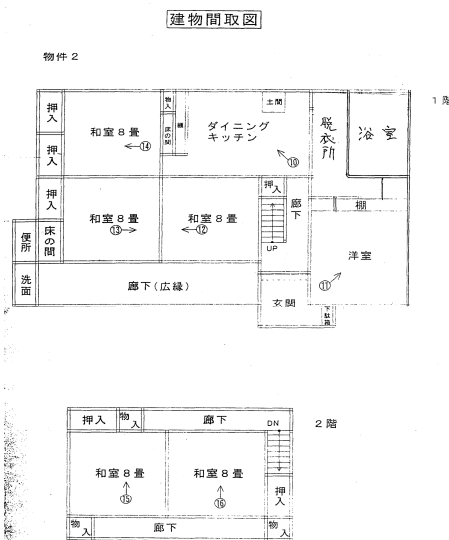 建物間取図
物件2
1階
押入
物入
床の間
棚
土間
和室8畳
⑭
ダイニング
キッチン
⑩
脱衣所
浴室
押入
押入
押入
和室8畳
⑬
和室8畳
⑫
廊下
UP
棚
洋室
⑪
便所
床の間
洗面
廊下(広縁)
玄関
下駄箱
2階
押入
物入
廊下
DN
和室8畳
⑮
和室8畳
⑯
押入
物入
廊下
物入